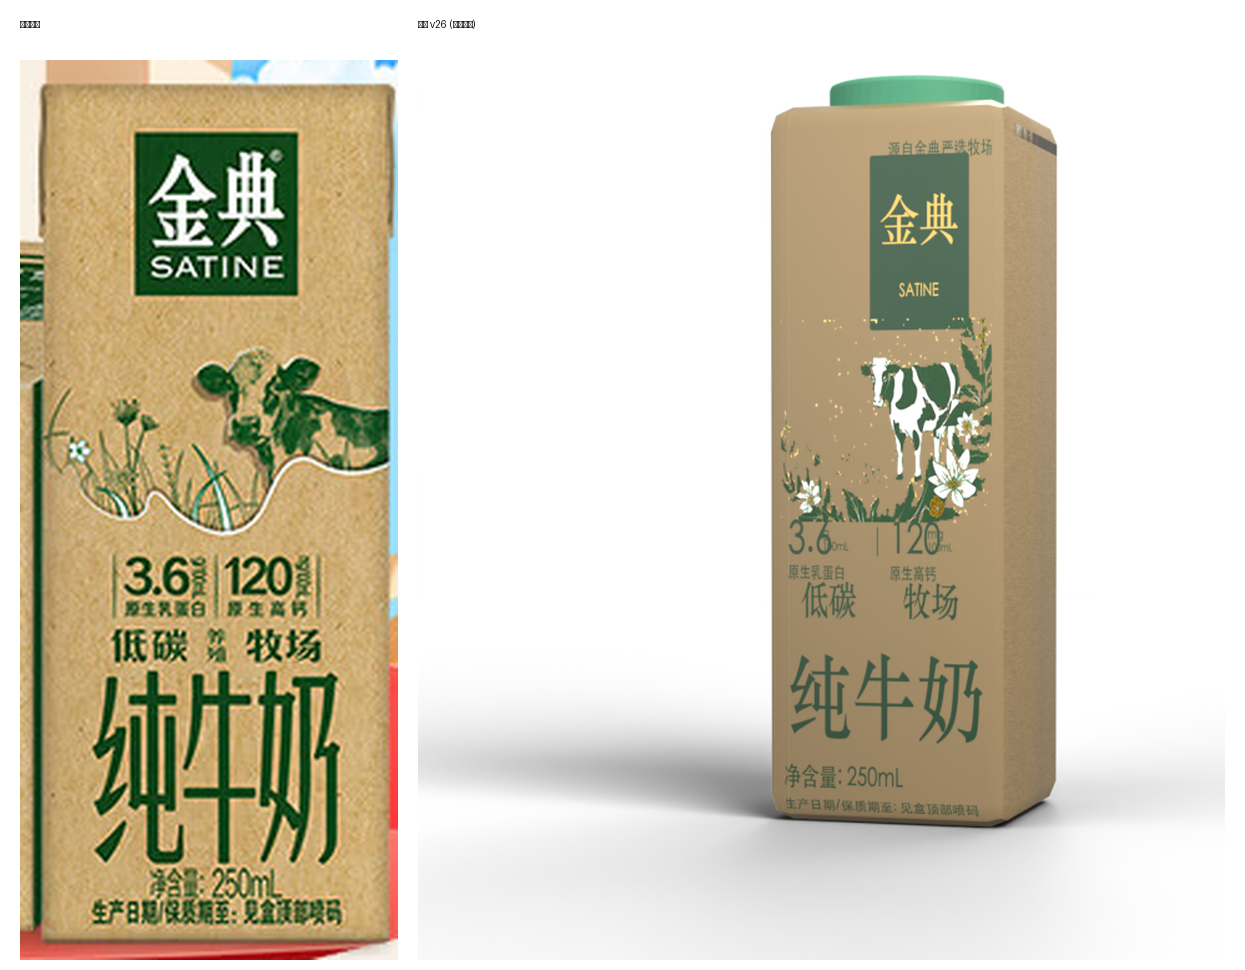 v26
金典®
SATINE
3.6 120
原生乳蛋白 原生高钙
低碳 养殖 牧场
纯牛奶
净含量: 250mL
生产日期/保质期至: 见盒顶部喷码
源自金典严选牧场
金典
SATINE
3.6 120 mg
原生乳蛋白 原生高钙
低碳 牧场
纯牛奶
净含量: 250mL
生产日期/保质期至: 见盒顶部喷码